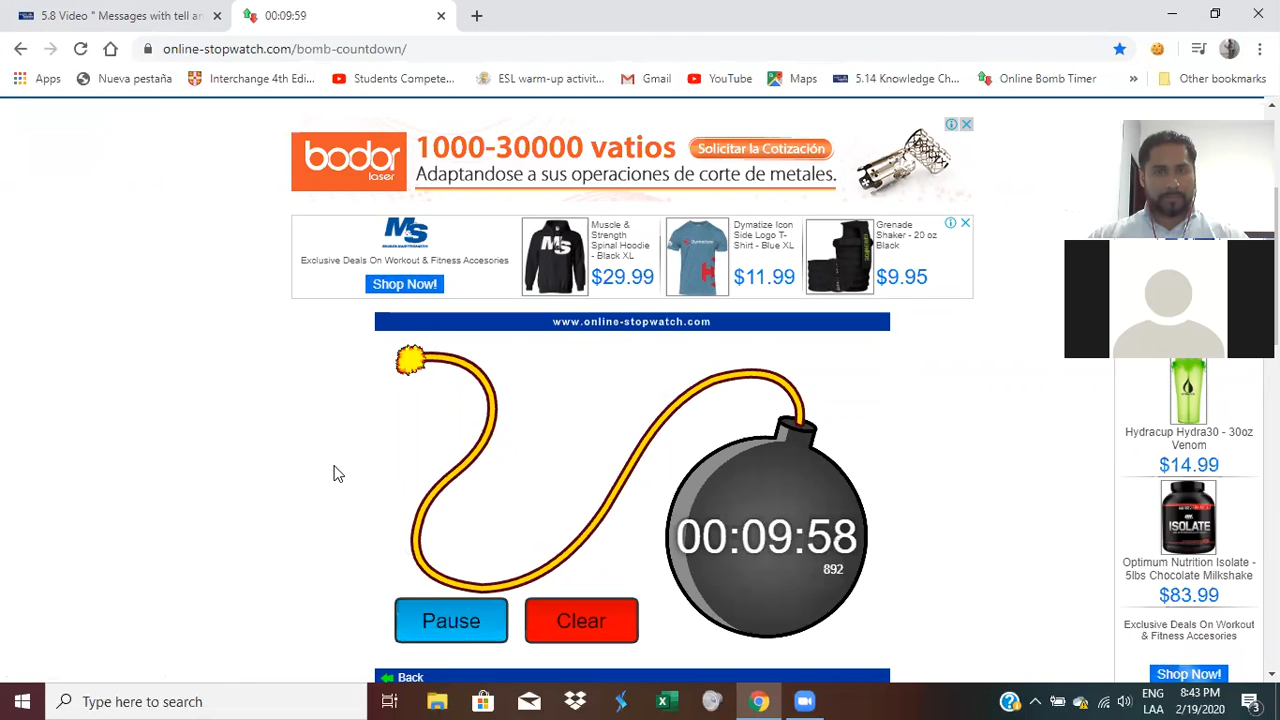 5.8 Video " Messages with tell an
00:09:59
online-stopwatch.com/bomb-countdown/
Apps
Nueva pestaña
Interchange 4th Edi...
Students Compete...
ESL warm-up activit...
Gmail
YouTube
Maps
5.14 Knowledge Ch...
Online Bomb Timer
Other bookmarks
bodor
laser
1000-30000 vatios
Solicitar la Cotización
Adaptandose a sus operaciones de corte de metales.
M&S
Exclusive Deals On Workout & Fitness Accesories
Shop Now!
Muscle &
Strength
Spinal Hoodie
- Black XL
$29.99
Dymatize Icon
Side Logo T-
Shirt - Blue XL
$11.99
Grenade
Shaker - 20 oz
Black
$9.95
www.online-stopwatch.com
00:09:58
892
Pause
Clear
Back
Hydracup Hydra30 - 30oz
Venom
$14.99
ISOLATE
Optimum Nutrition Isolate -
5lbs Chocolate Milkshake
$83.99
Exclusive Deals On Workout
& Fitness Accesories
Shop Now!
Type here to search
ENG
LAA
8:43 PM
2/19/2020
3